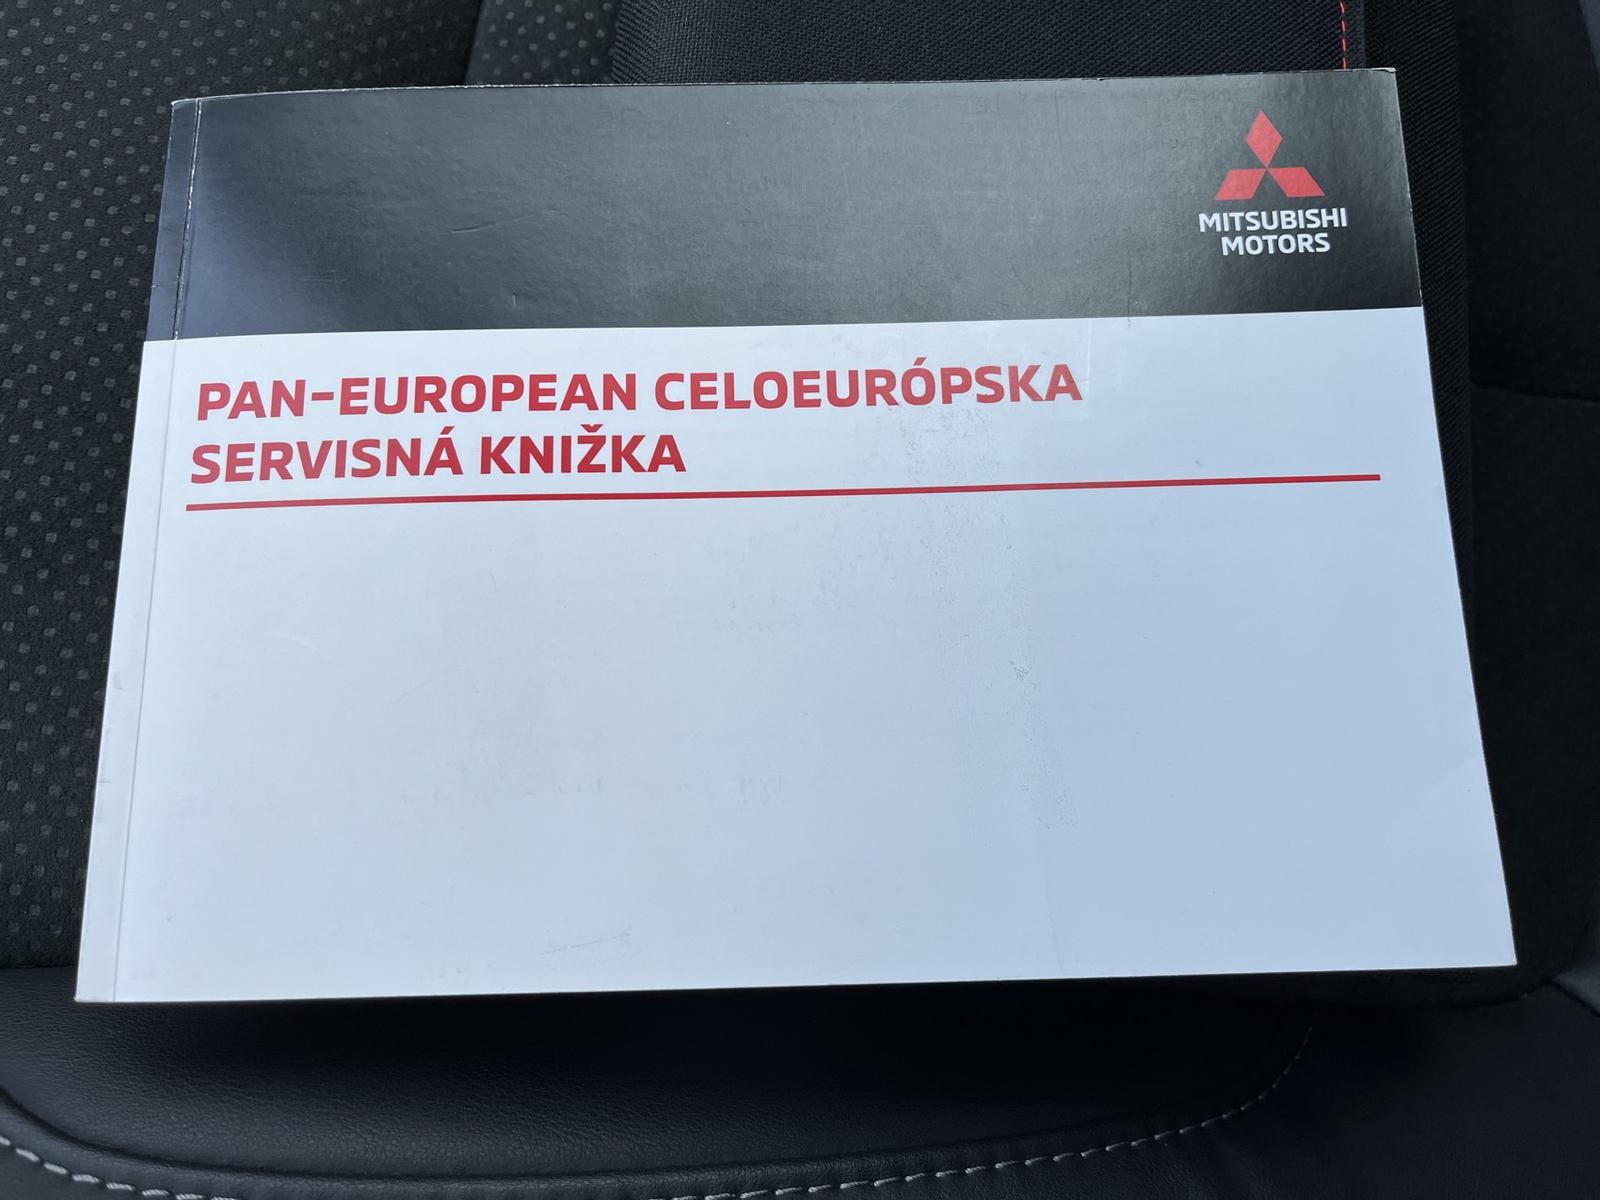 MITSUBISHI
MOTORS
PAN-EUROPEAN CELOEURÓPSKA
SERVISNÁ KNIŽKA